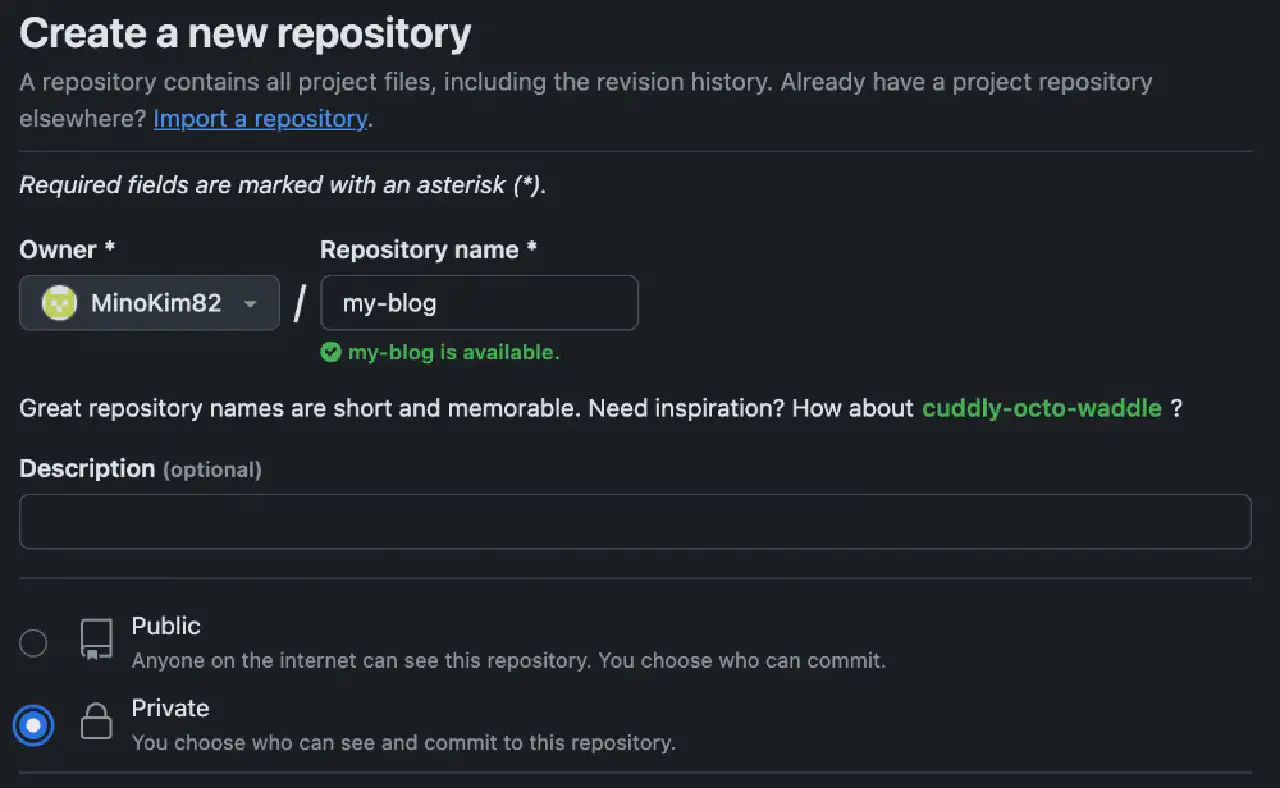 Create a new repository
A repository contains all project files, including the revision history. Already have a project repository
elsewhere? Import a repository.
Required fields are marked with an asterisk (*).
Owner *
Repository name *
MinoKim82
/
my-blog
my-blog is available.
Great repository names are short and memorable. Need inspiration? How about cuddly-octo-waddle ?
Description (optional)
Public
Anyone on the internet can see this repository. You choose who can commit.
Private
You choose who can see and commit to this repository.